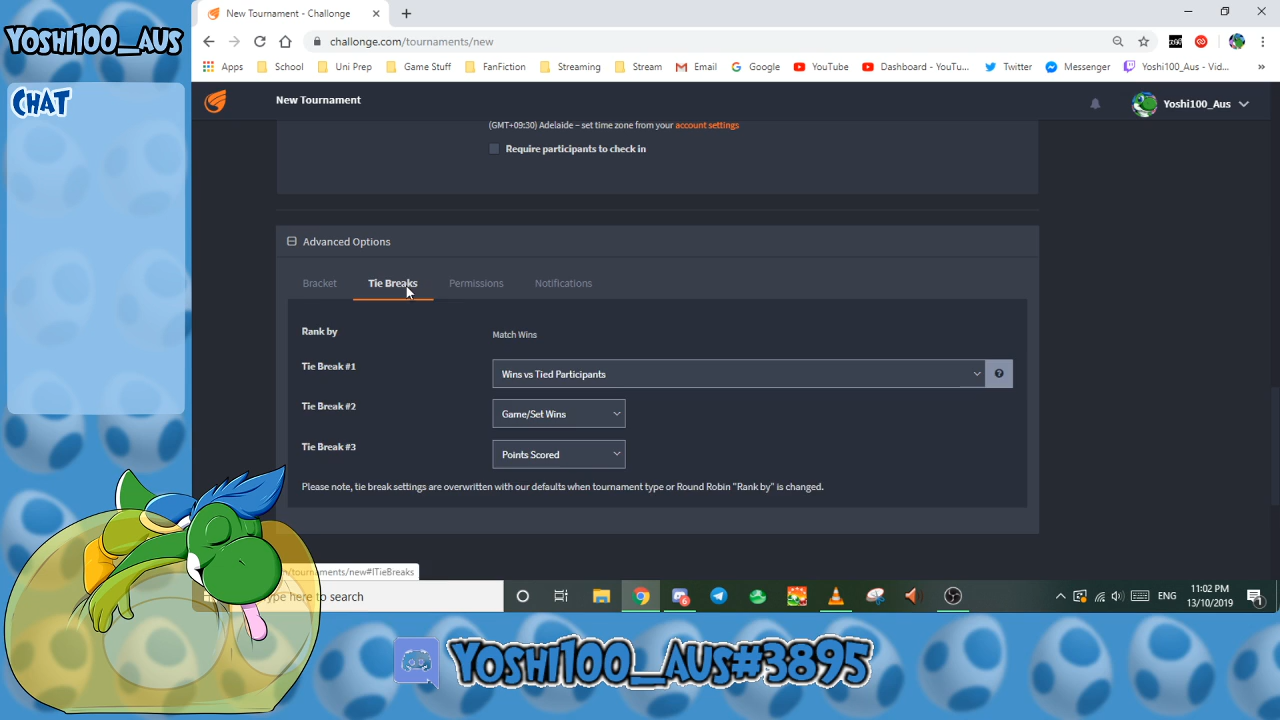 Yoshi100_Aus
Chat
New Tournament - Challonge
challonge.com/tournaments/new
Apps School Uni Prep Game Stuff FanFiction Streaming Stream Email Google YouTube Dashboard - YouTu... Twitter Messenger Yoshi100_Aus - Vid... »
New Tournament
Yoshi100_Aus
(GMT+09:30) Adelaide – set time zone from your account settings
Require participants to check in
Advanced Options
Bracket Tie Breaks Permissions Notifications
Rank by Match Wins
Tie Break #1 Wins vs Tied Participants ?
Tie Break #2 Game/Set Wins
Tie Break #3 Points Scored
Please note, tie break settings are overwritten with our defaults when tournament type or Round Robin "Rank by" is changed.
/tournaments/new#lTieBreaks
here to search
ENG
11:02 PM
13/10/2019
1
Yoshi100_Aus#3895